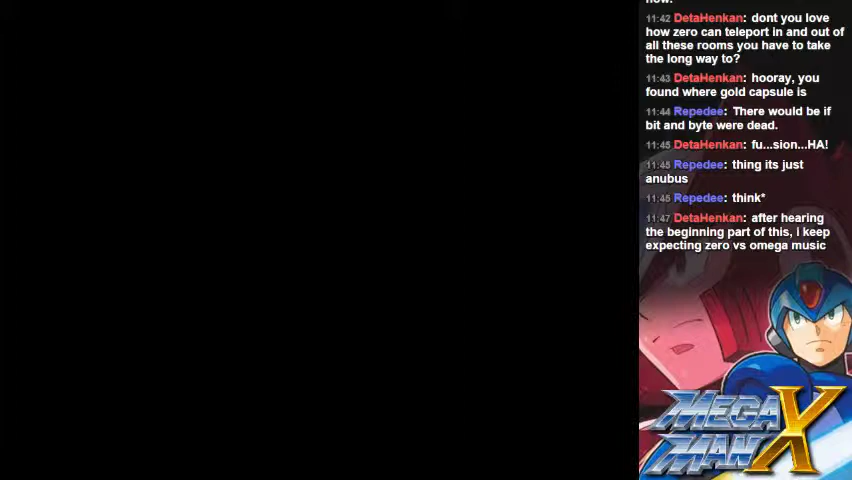 now.
11:42 DetaHenkan: dont you love
how zero can teleport in and out of
all these rooms you have to take
the long way to?
11:43 DetaHenkan: hooray, you
found where gold capsule is
11:44 Repedee: There would be if
bit and byte were dead.
11:45 DetaHenkan: fu...sion...HA!
11:45 Repedee: thing its just
anubus
11:45 Repedee: think*
11:47 DetaHenkan: after hearing
the beginning part of this, i keep
expecting zero vs omega music
MEGA
MAN X